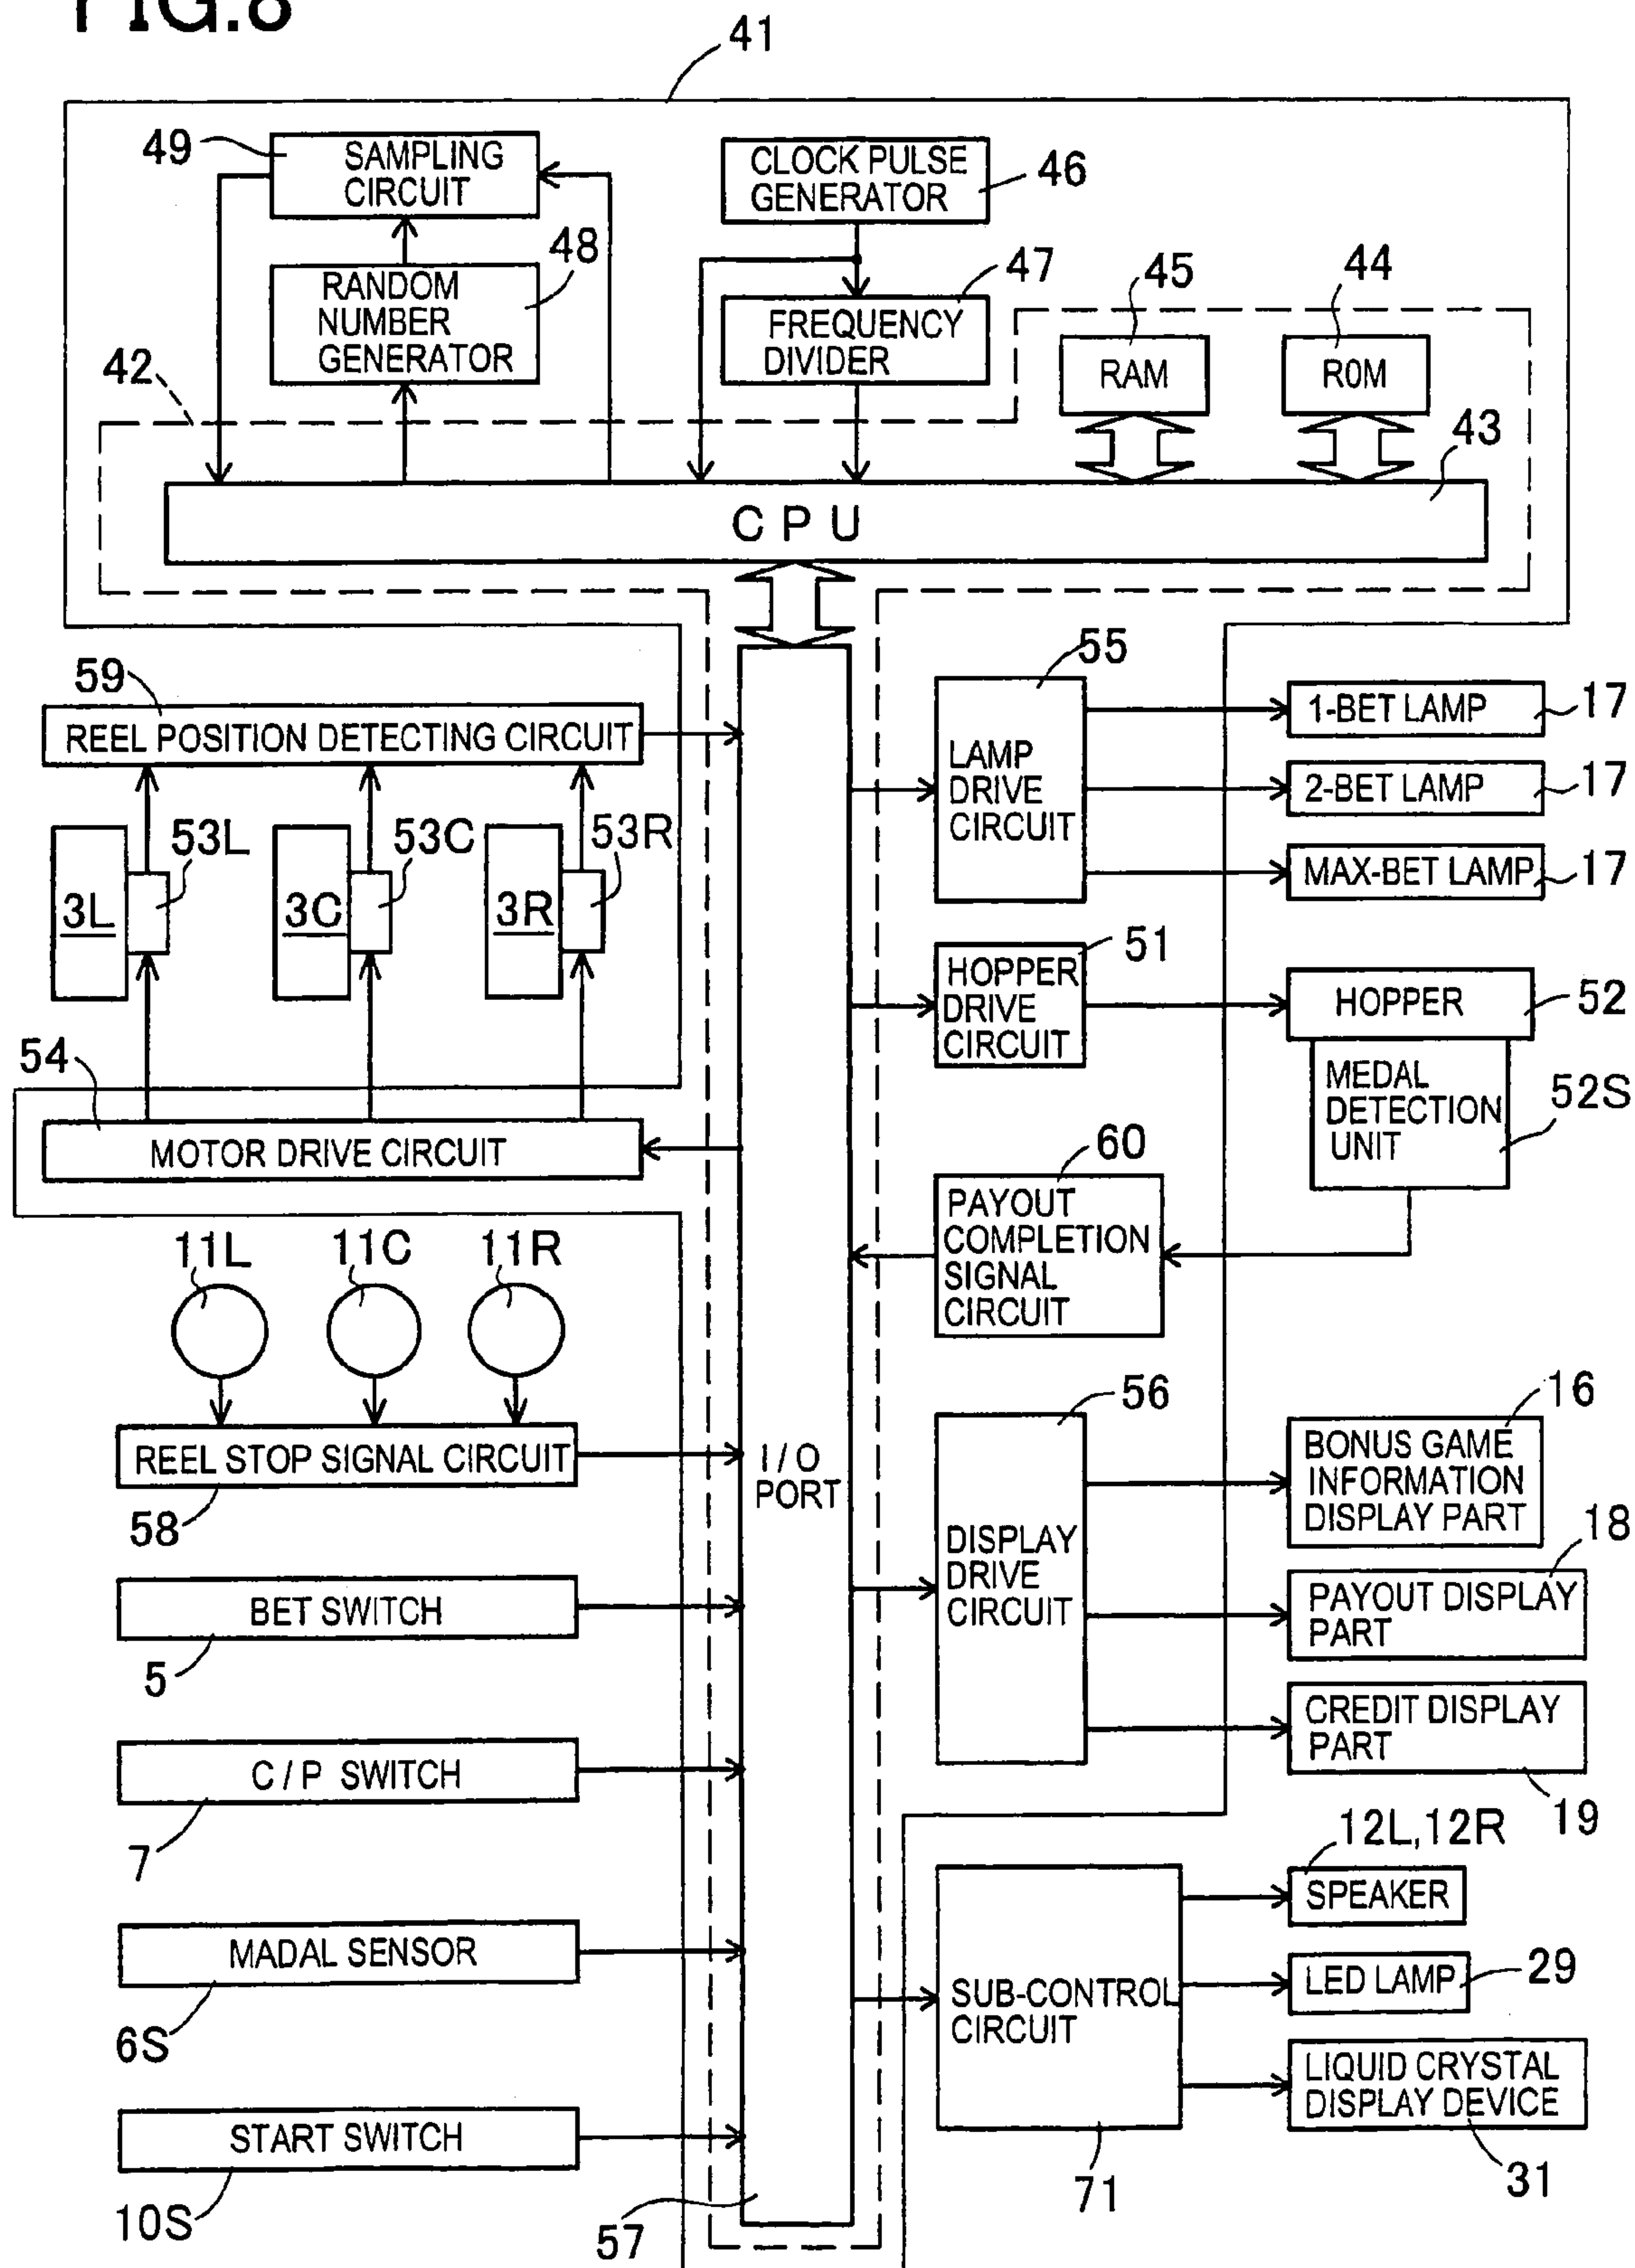 FIG.8
41
49
SAMPLING
CIRCUIT
CLOCK PULSE
GENERATOR
46
48
RANDOM
NUMBER
GENERATOR
47
FREQUENCY
DIVIDER
45
RAM
44
ROM
42
43
CPU
59
REEL POSITION DETECTING CIRCUIT
3L
53L
3C
53C
3R
53R
54
MOTOR DRIVE CIRCUIT
11L
11C
11R
REEL STOP SIGNAL CIRCUIT
58
BET SWITCH
5
C/P SWITCH
7
MADAL SENSOR
6S
START SWITCH
10S
I/O
PORT
57
55
LAMP
DRIVE
CIRCUIT
1-BET LAMP
17
2-BET LAMP
17
MAX-BET LAMP
17
51
HOPPER
DRIVE
CIRCUIT
HOPPER
52
MEDAL
DETECTION
UNIT
52S
60
PAYOUT
COMPLETION
SIGNAL
CIRCUIT
56
DISPLAY
DRIVE
CIRCUIT
16
BONUS GAME
INFORMATION
DISPLAY PART
18
PAYOUT DISPLAY
PART
CREDIT DISPLAY
PART
19
SUB-CONTROL
CIRCUIT
71
12L,12R
SPEAKER
LED LAMP
29
LIQUID CRYSTAL
DISPLAY DEVICE
31